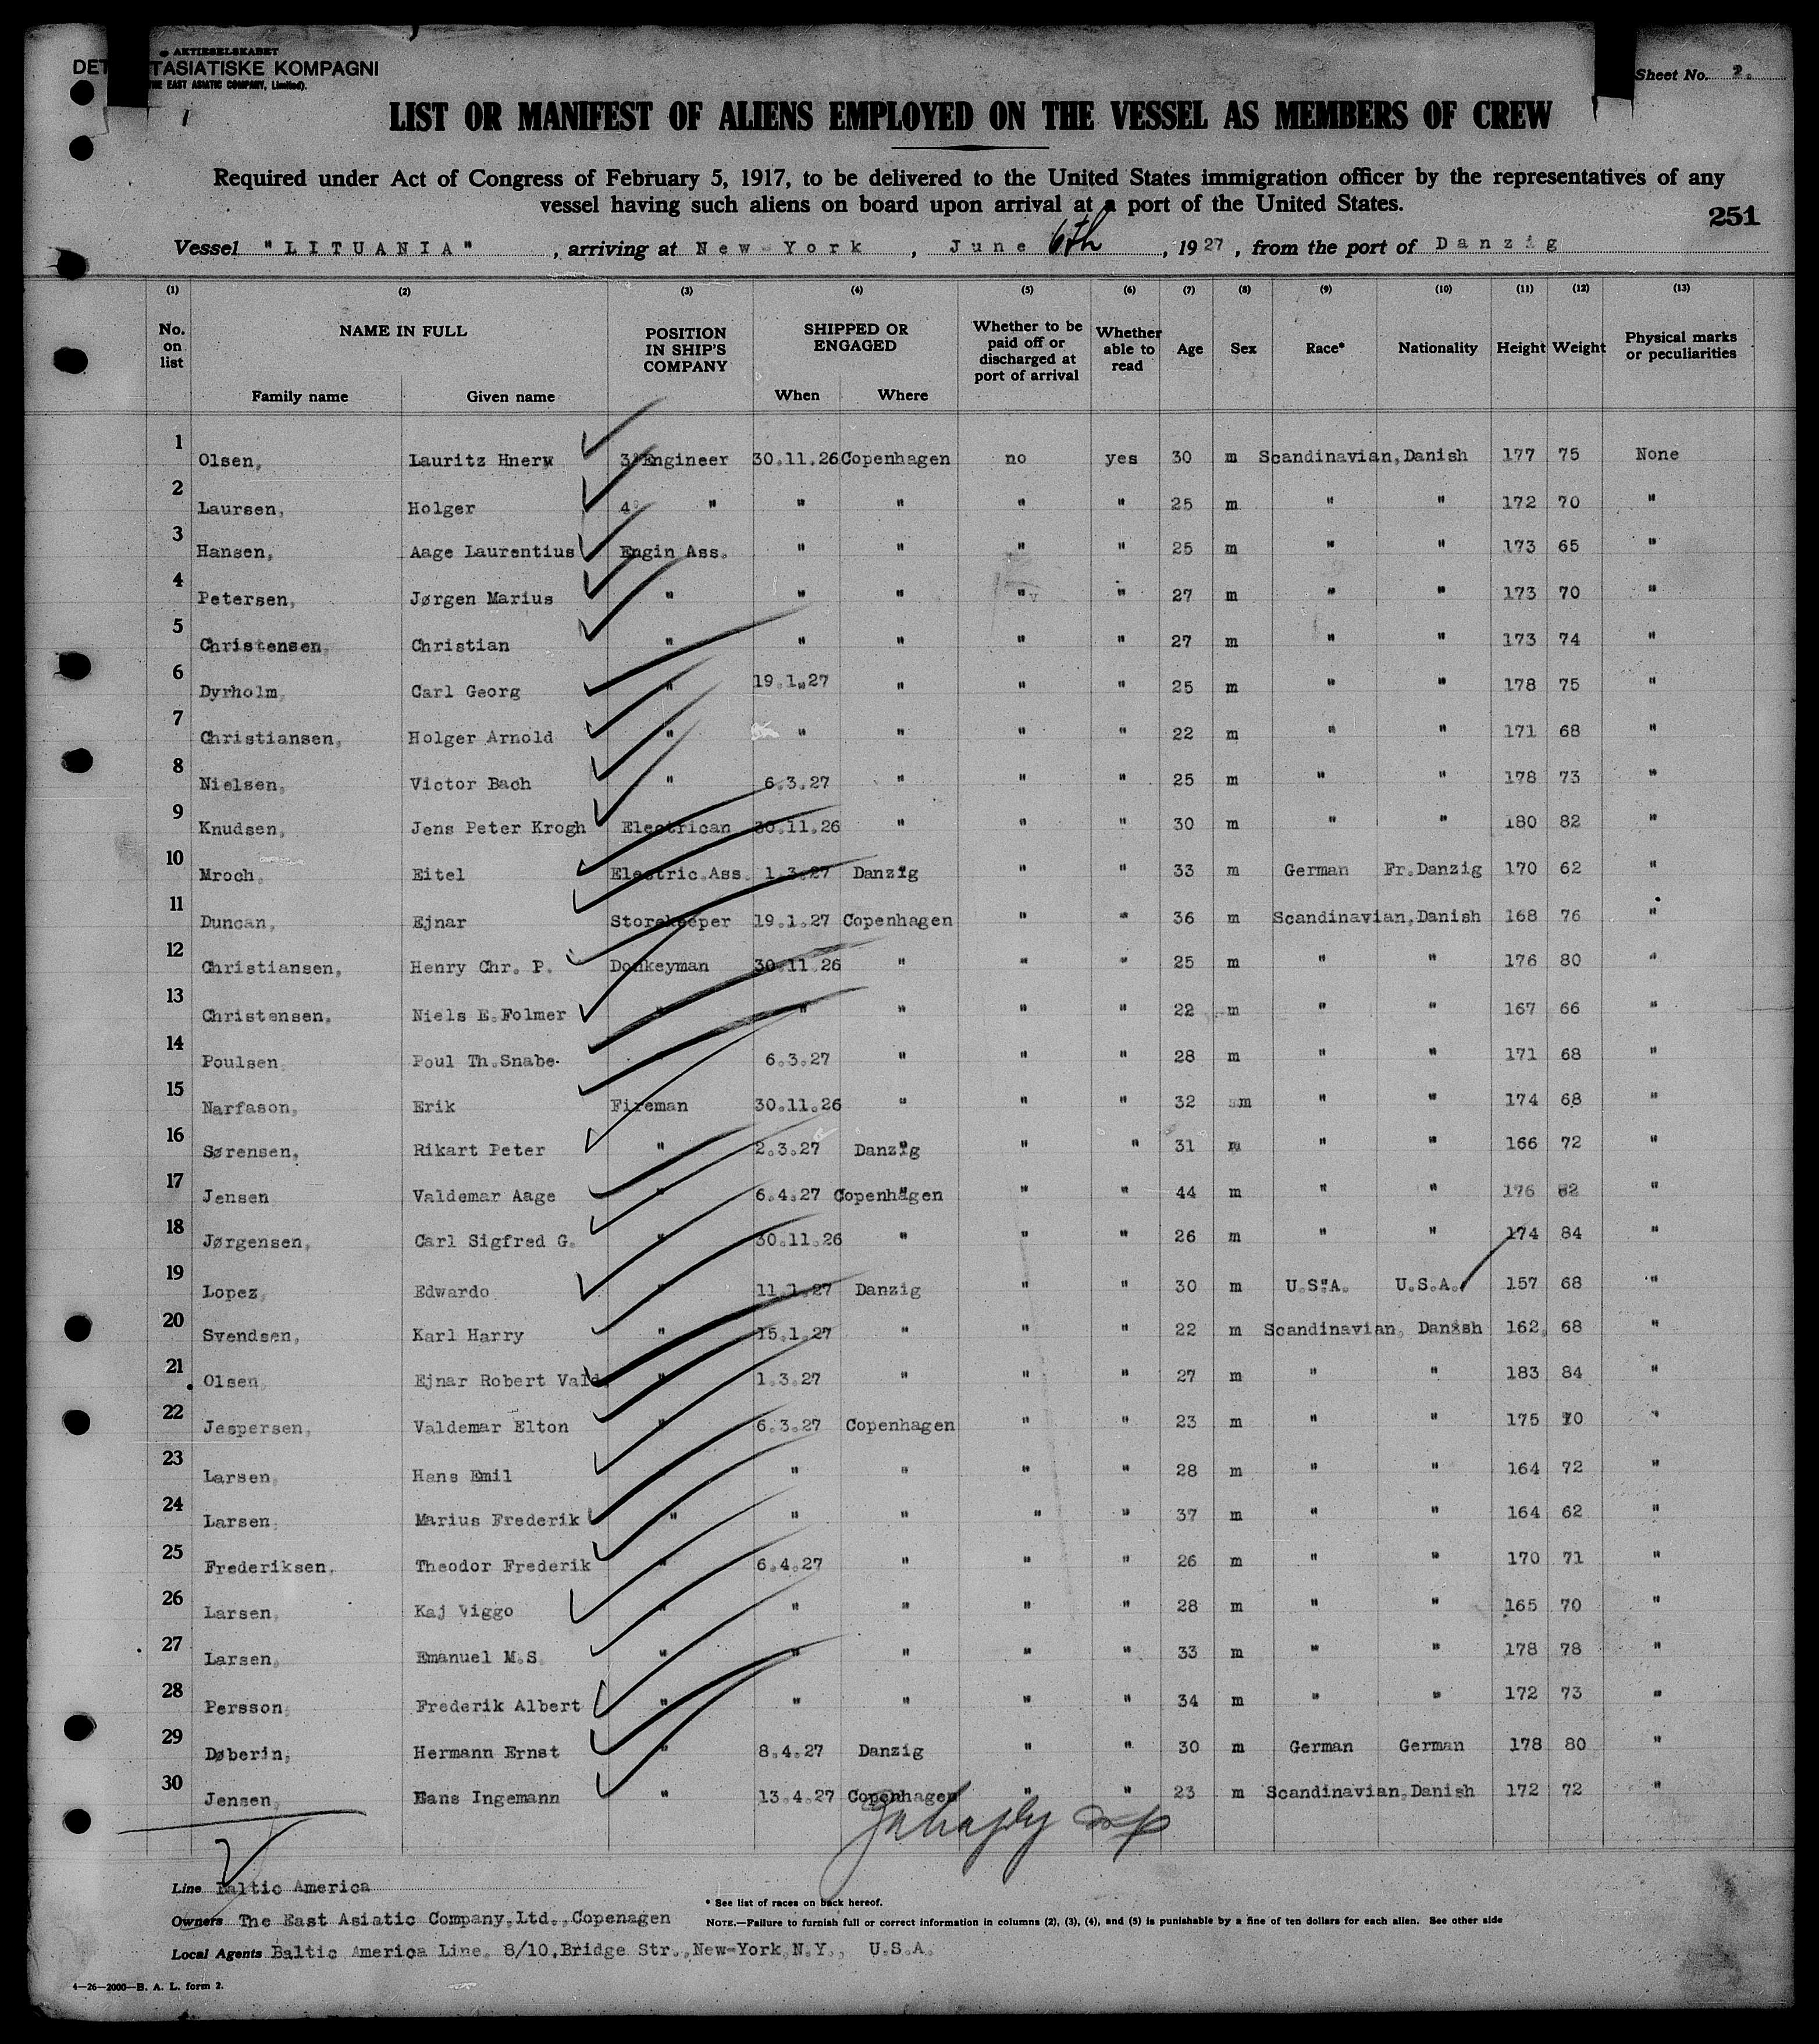 AKTIESELSKABET
DET TASIATISKE KOMPAGNI
THE EAST ASIATIC COMPANY, Limited).
Sheet No. 2.
LIST OR MANIFEST OF ALIENS EMPLOYED ON THE VESSEL AS MEMBERS OF CREW
Required under Act of Congress of February 5, 1917, to be delivered to the United States immigration officer by the representatives of any
vessel having such aliens on board upon arrival at a port of the United States.
251
Vessel "LITUANIA", arriving at New-York, June 6th, 1927, from the port of Danzig
(1) (2) (3) (4) (5) (6) (7) (8) (9) (10) (11) (12) (13)
No. on list NAME IN FULL Family name Given name POSITION IN SHIP'S COMPANY SHIPPED OR ENGAGED When Where Whether to be paid off or discharged at port of arrival Whether able to read Age Sex Race* Nationality Height Weight Physical marks or peculiarities
1 Olsen, Lauritz Hnerw 3' Engineer 30.11.26 Copenhagen no yes 30 m Scandinavian, Danish 177 75 None
2 Laursen, Holger 4' " " " " " 25 m " " 172 70 "
3 Hansen, Aage Laurentius Engin Ass. " " " " 25 m " " 173 65 "
4 Petersen, Jørgen Marius " " " " " 27 m " " 173 70 "
5 Christensen, Christian " " " " " 27 m " " 173 74 "
6 Dyrholm, Carl Georg " 19.1.27 " " " 25 m " " 178 75 "
7 Christiansen, Holger Arnold " " " " " 22 m " " 171 68 "
8 Nielsen, Victor Bach " 6.3.27 " " " 25 m " " 178 73 "
9 Knudsen, Jens Peter Krogh Electrican 30.11.26 " " " 30 m " " 180 82 "
10 Mroch, Eitel Electric.Ass. 1.3.27 Danzig " " 33 m German Fr.Danzig 170 62 "
11 Duncan, Ejnar Storekeeper 19.1.27 Copenhagen " " 36 m Scandinavian, Danish 168 76 "
12 Christiansen, Henry Chr. P. Donkeyman 30.11.26 " " " 25 m " " 176 80 "
13 Christensen, Niels E.Folmer " " " " " 22 m " " 167 66 "
14 Poulsen, Poul Th.Snabe- " 6.3.27 " " " 28 m " " 171 68 "
15 Narfason, Erik Fireman 30.11.26 " " " 32 m " " 174 68 "
16 Sørensen, Rikart Peter " 2.3.27 Danzig " " 31 m " " 166 72 "
17 Jensen Valdemar Aage " 6.4.27 Copenhagen " " 44 m " " 176 82 "
18 Jørgensen, Carl Sigfred G. " 30.11.26 " " " 26 m " " 174 84 "
19 Lopez, Edwardo " 11.1.27 Danzig " " 30 m U.S.A. U.S.A. 157 68 "
20 Svendsen, Karl Harry " 15.1.27 " " " 22 m Scandinavian, Danish 162, 68 "
21 Olsen, Ejnar Robert Vald. " 1.3.27 " " " 27 m " " 183 84 "
22 Jespersen, Valdemar Elton " 6.3.27 Copenhagen " " 23 m " " 175 70 "
23 Larsen, Hans Emil " " " " " 28 m " " 164 72 "
24 Larsen, Marius Frederik " " " " " 37 m " " 164 62 "
25 Frederiksen, Theodor Frederik " 6.4.27 " " " 26 m " " 170 71 "
26 Larsen, Kaj Viggo " " " " " 28 m " " 165 70 "
27 Larsen, Emanuel M.S. " " " " " 33 m " " 178 78 "
28 Persson, Frederik Albert " " " " " 34 m " " 172 73 "
29 Døberin, Hermann Ernst " 8.4.27 Danzig " " 30 m German German 178 80 "
30 Jensen, Hans Ingemann " 13.4.27 Copenhagen " " 23 m Scandinavian, Danish 172 72 "
Line Baltic America
* See list of races on back hereof.
Owners The East Asiatic Company,Ltd.,Copenagen
NOTE.—Failure to furnish full or correct information in columns (2), (3), (4), and (5) is punishable by a fine of ten dollars for each alien. See other side
Local Agents Baltic America Line, 8/10,Bridge Str.,New-York,N.Y., U.S.A.
4—26—2000—B. A. L. form 2.